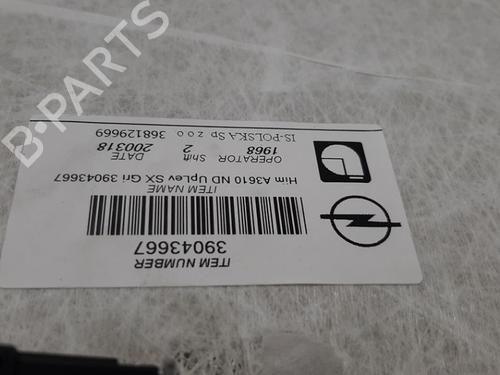 ITEM NUMBER
39043667
ITEM NAME
Him A3610 ND UpLev SX Gri 39043667
OPERATOR Shift DATE
1968 2 200318
IS-POLSKA Sp z o o 368129669
B-PARTS